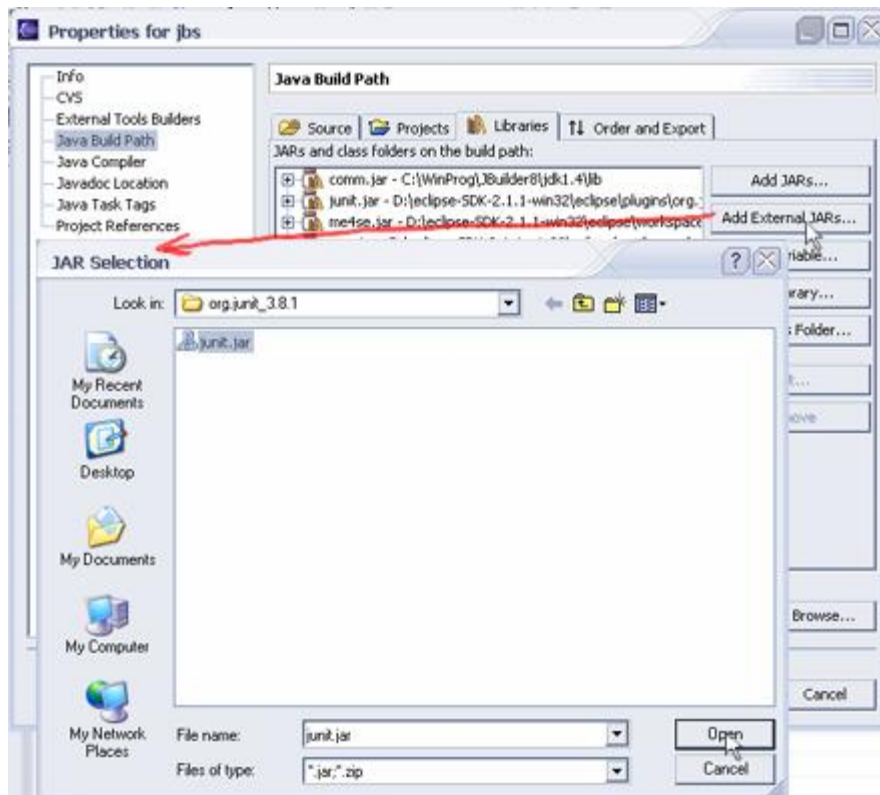 Properties for jbs
Info
CVS
External Tools Builders
Java Build Path
Java Compiler
Javadoc Location
Java Task Tags
Project References
Java Build Path
Source
Projects
Libraries
Order and Export
JARs and class folders on the build path:
comm.jar - C:\WinProg\JBuilder8\jdk1.4\lib
junit.jar - D:\eclipse-SDK-2.1.1-win32\eclipse\plugins\org.
me4se.jar - D:\eclipse-SDK-2.1.1-win32\eclipse\workspace
Add JARs...
Add External JARs...
riable...
rary...
Folder...
Browse...
Cancel
JAR Selection
Look in:
org.junit_3.8.1
junit.jar
My Recent
Documents
Desktop
My Documents
My Computer
My Network
Places
File name:
junit.jar
Open
Files of type:
*.jar;*.zip
Cancel